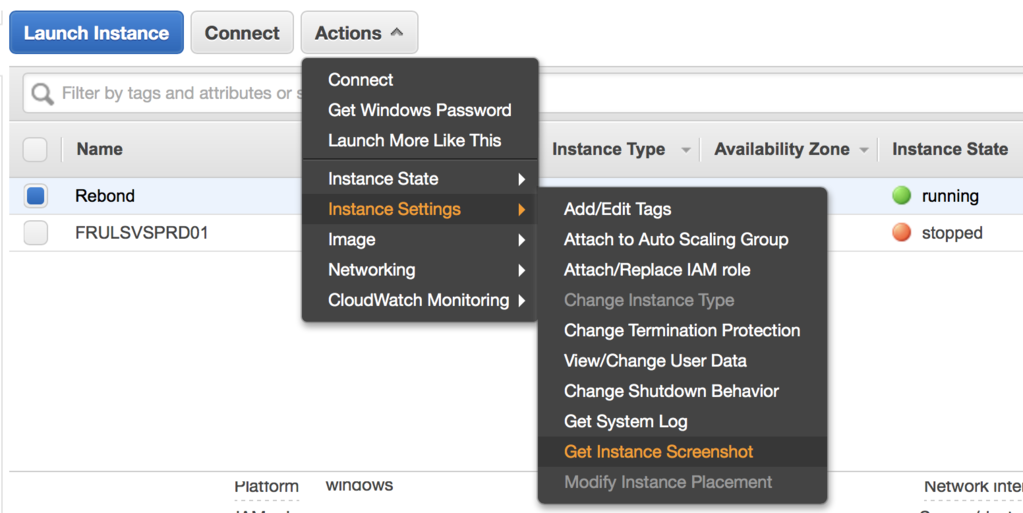 Launch Instance Connect Actions
Filter by tags and attributes or
Name Instance Type Availability Zone Instance State
Rebond running
FRULSVSPRD01 stopped
Connect
Get Windows Password
Launch More Like This
Instance State
Instance Settings
Image
Networking
CloudWatch Monitoring
Add/Edit Tags
Attach to Auto Scaling Group
Attach/Replace IAM role
Change Instance Type
Change Termination Protection
View/Change User Data
Change Shutdown Behavior
Get System Log
Get Instance Screenshot
Modify Instance Placement
Platform windows Network